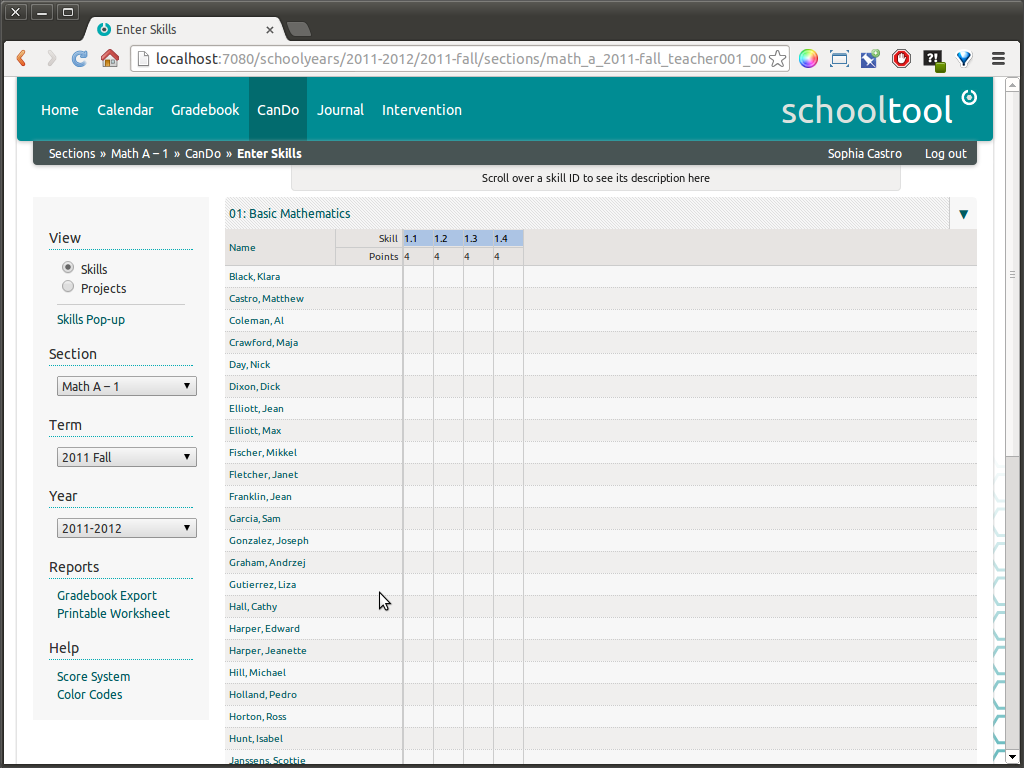 Enter Skills
localhost:7080/schoolyears/2011-2012/2011-fall/sections/math_a_2011-fall_teacher001_00
Home Calendar Gradebook CanDo Journal Intervention
schooltool
Sections » Math A – 1 » CanDo » Enter Skills
Sophia Castro Log out
Scroll over a skill ID to see its description here
View
Skills
Projects
Skills Pop-up
Section
Math A – 1
Term
2011 Fall
Year
2011-2012
Reports
Gradebook Export
Printable Worksheet
Help
Score System
Color Codes
01: Basic Mathematics
Name Skill 1.1 1.2 1.3 1.4
Points 4 4 4 4
Black, Klara
Castro, Matthew
Coleman, Al
Crawford, Maja
Day, Nick
Dixon, Dick
Elliott, Jean
Elliott, Max
Fischer, Mikkel
Fletcher, Janet
Franklin, Jean
Garcia, Sam
Gonzalez, Joseph
Graham, Andrzej
Gutierrez, Liza
Hall, Cathy
Harper, Edward
Harper, Jeanette
Hill, Michael
Holland, Pedro
Horton, Ross
Hunt, Isabel
Janssens, Scottie